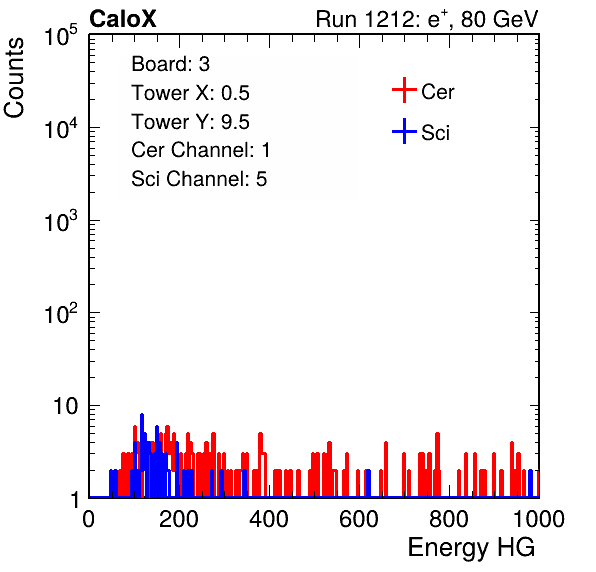 CaloX Run 1212: e⁺, 80 GeV
Counts
Board: 3
Tower X: 0.5
Tower Y: 9.5
Cer Channel: 1
Sci Channel: 5
Cer
Sci
10⁵
10⁴
10³
10²
10
1
0 200 400 600 800 1000
Energy HG